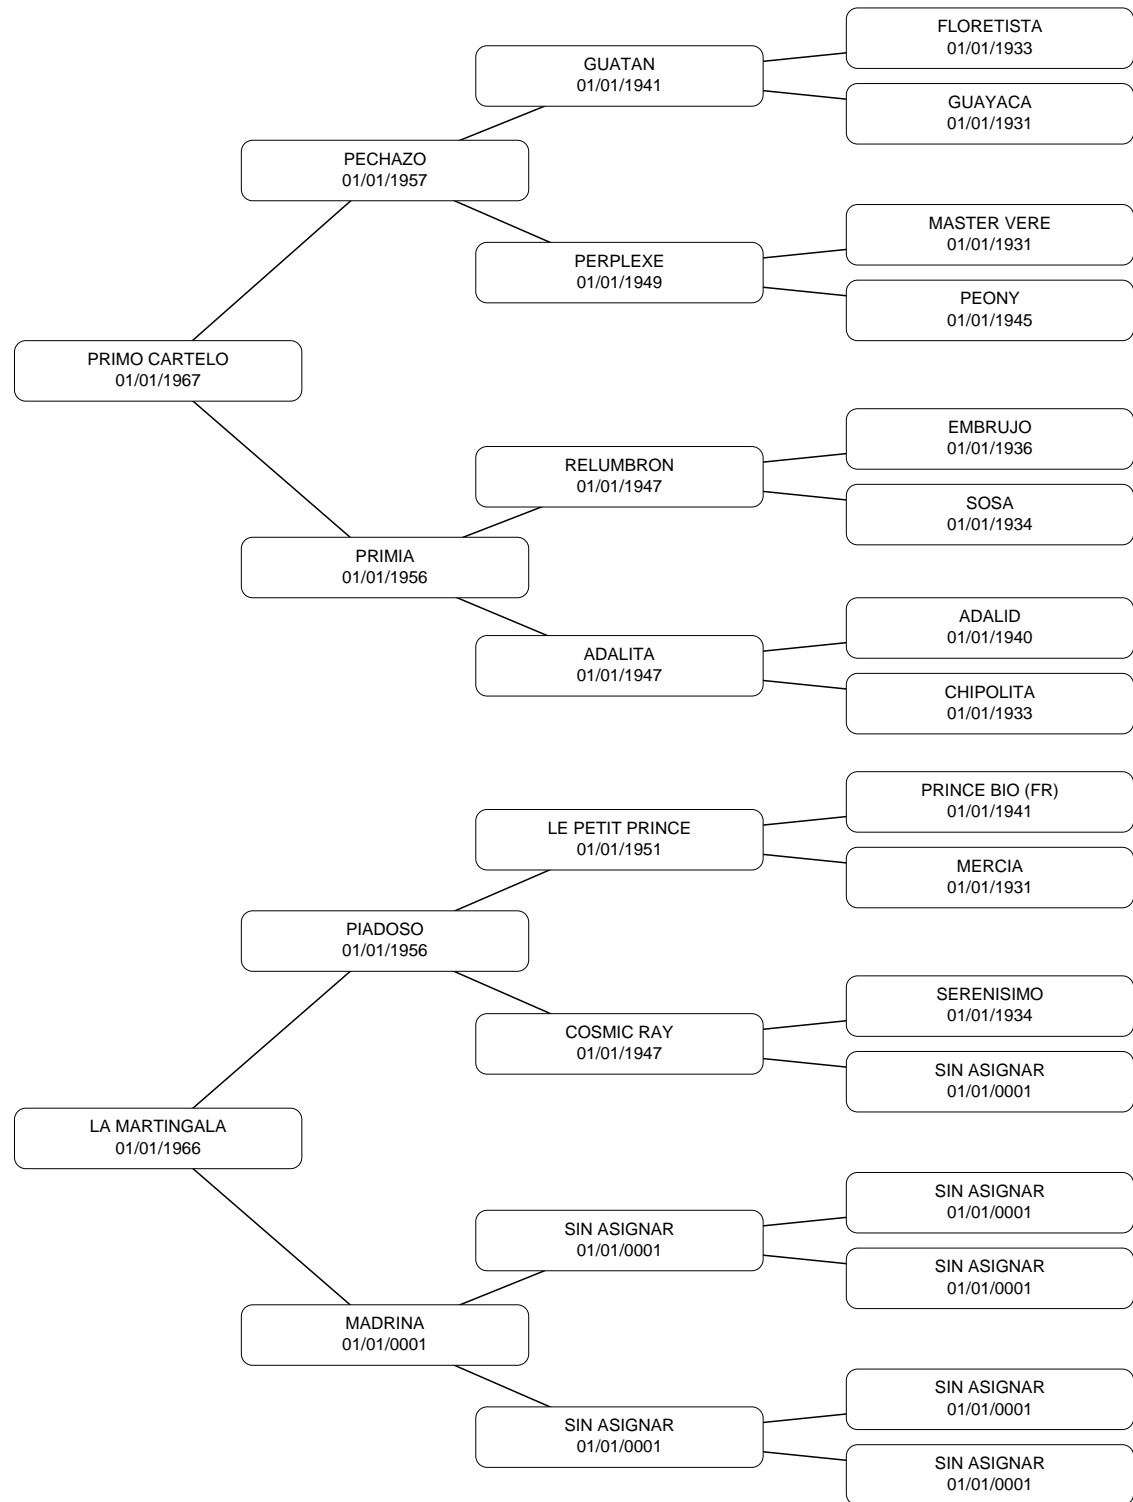 FLORETISTA
01/01/1933
GUATAN
01/01/1941
GUAYACA
01/01/1931
PECHAZO
01/01/1957
MASTER VERE
01/01/1931
PERPLEXE
01/01/1949
PEONY
01/01/1945
PRIMO CARTELO
01/01/1967
EMBRUJO
01/01/1936
RELUMBRON
01/01/1947
SOSA
01/01/1934
PRIMIA
01/01/1956
ADALID
01/01/1940
ADALITA
01/01/1947
CHIPOLITA
01/01/1933
PRINCE BIO (FR)
01/01/1941
LE PETIT PRINCE
01/01/1951
MERCIA
01/01/1931
PIADOSO
01/01/1956
SERENISIMO
01/01/1934
COSMIC RAY
01/01/1947
SIN ASIGNAR
01/01/0001
LA MARTINGALA
01/01/1966
SIN ASIGNAR
01/01/0001
SIN ASIGNAR
01/01/0001
SIN ASIGNAR
01/01/0001
MADRINA
01/01/0001
SIN ASIGNAR
01/01/0001
SIN ASIGNAR
01/01/0001
SIN ASIGNAR
01/01/0001